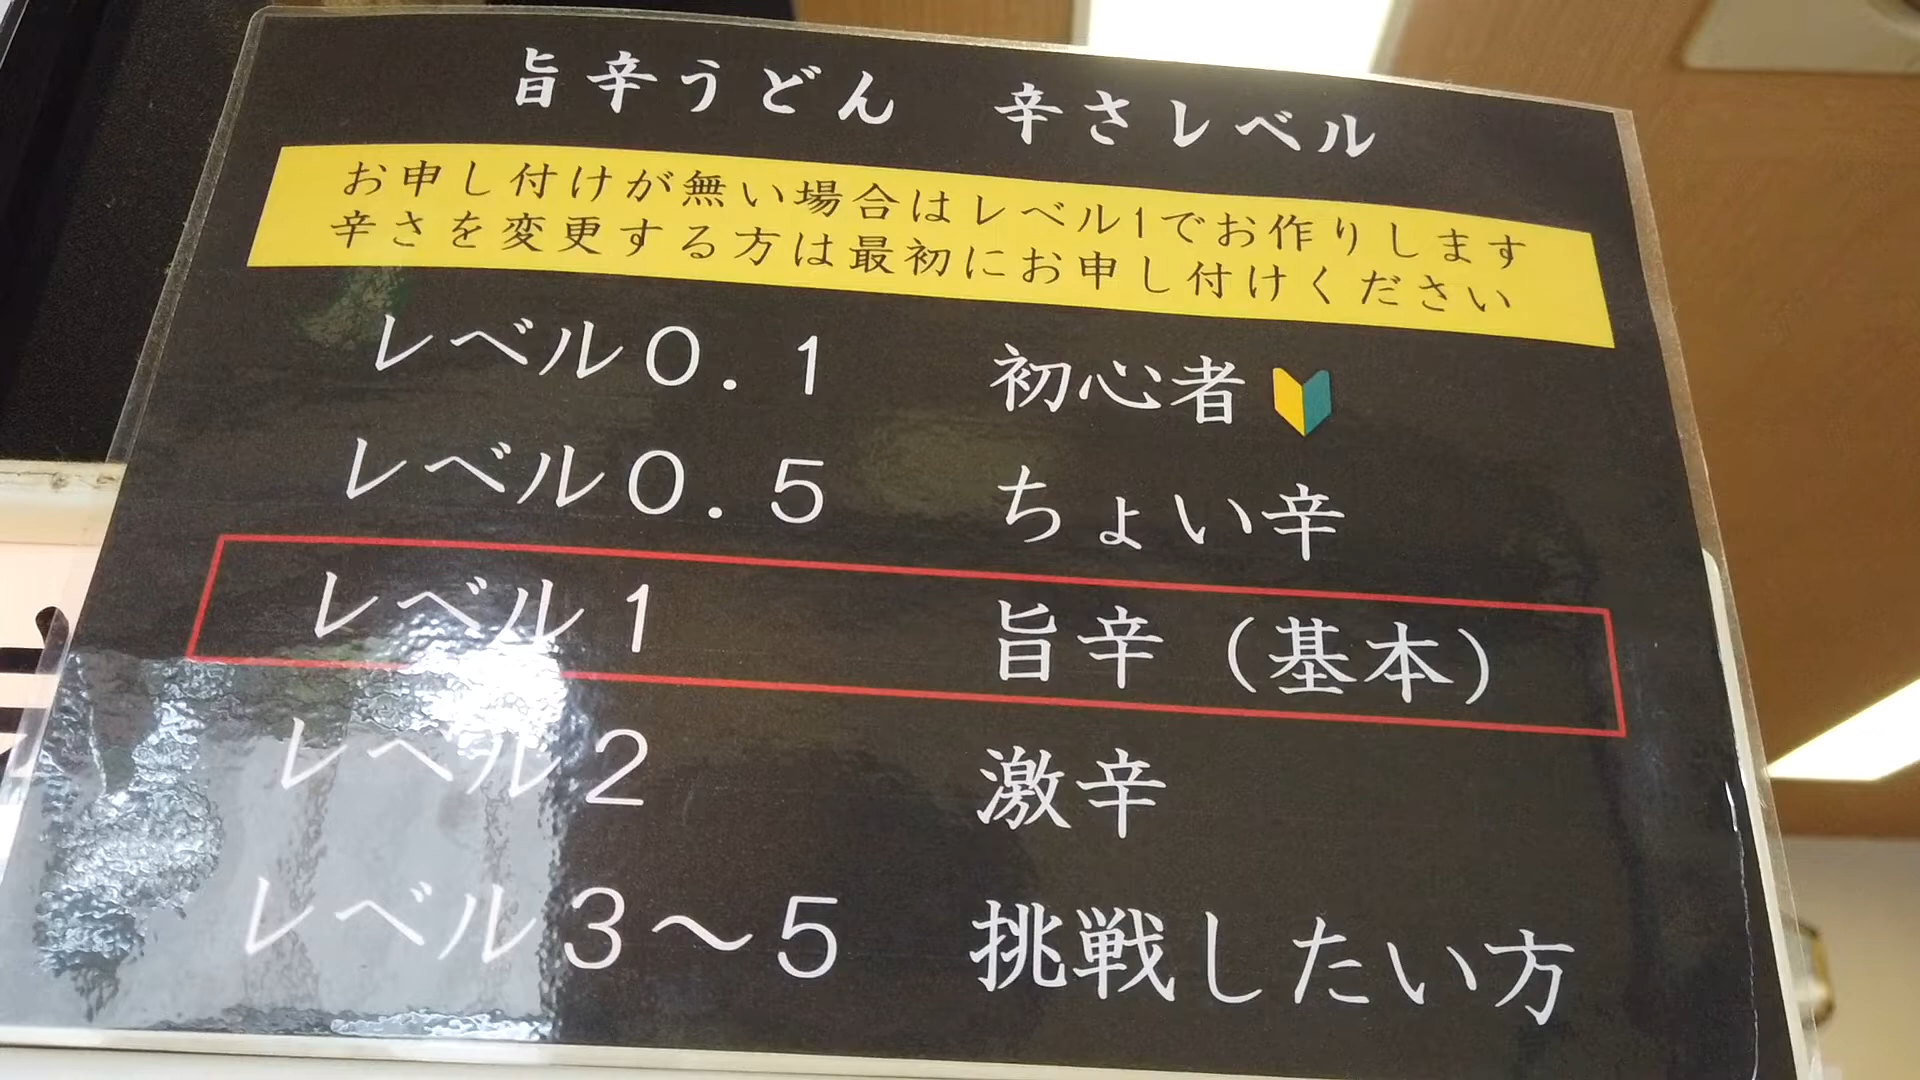 旨辛うどん　辛さレベル
お申し付けが無い場合はレベル1でお作りします
辛さを変更する方は最初にお申し付けください
レベル０．１　初心者
レベル０．５　ちょい辛
レベル１　旨辛（基本）
レベル２　激辛
レベル３〜５　挑戦したい方